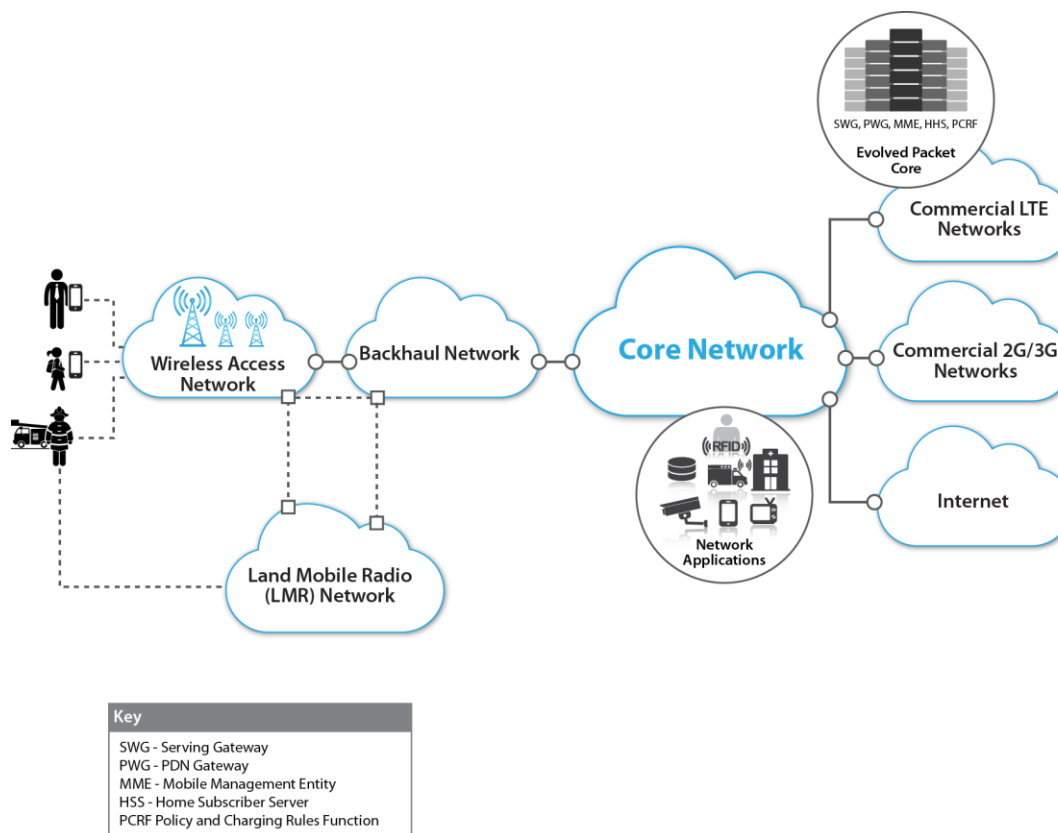 SWG, PWG, MME, HHS, PCRF
Evolved Packet
Core
Commercial LTE
Networks
Wireless Access
Network
Backhaul Network
Core Network
Commercial 2G/3G
Networks
RFID
Internet
Network
Applications
Land Mobile Radio
(LMR) Network
Key
SWG - Serving Gateway
PWG - PDN Gateway
MME - Mobile Management Entity
HSS - Home Subscriber Server
PCRF Policy and Charging Rules Function